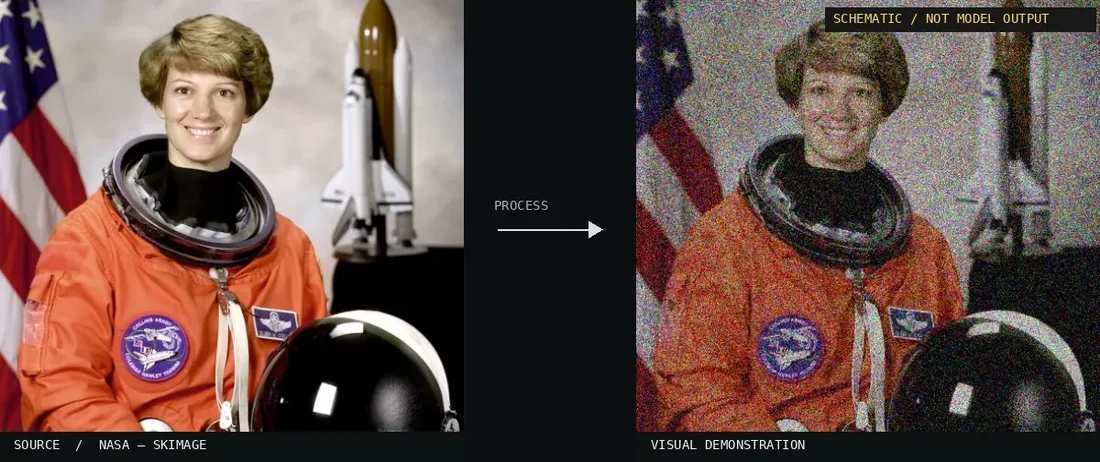 SCHEMATIC / NOT MODEL OUTPUT
PROCESS
SOURCE / NASA — SKIMAGE
VISUAL DEMONSTRATION